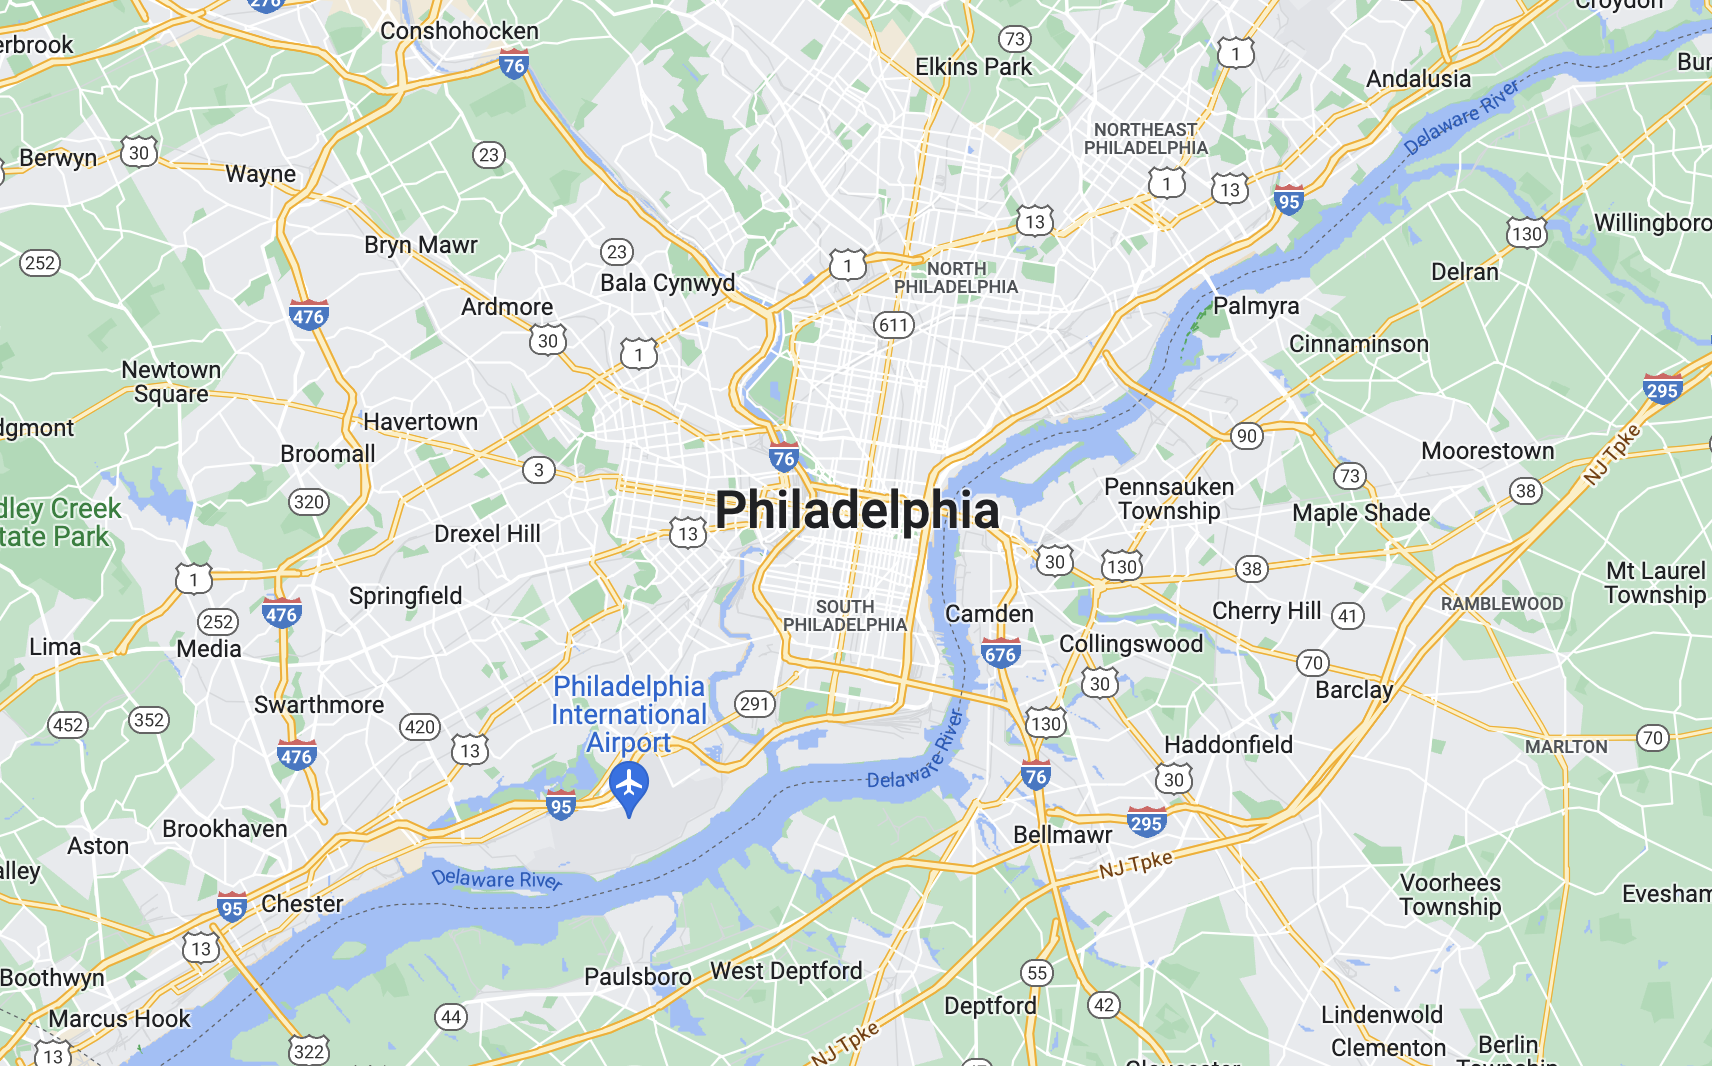 276
Conshohocken
erbrook
76
73
Elkins Park
1
Croydon
Andalusia
Bur
Delaware River
NORTHEAST
PHILADELPHIA
Berwyn
30
23
Wayne
1
13
95
13
130
Willingboro
Bryn Mawr
23
252
1
NORTH
PHILADELPHIA
Delran
Bala Cynwyd
Ardmore
476
30
1
611
Palmyra
Cinnaminson
295
Newtown
Square
Havertown
dgmont
Broomall
3
76
90
NJ Tpke
Moorestown
73
38
320
Philadelphia
Pennsauken
Township
Maple Shade
dley Creek
tate Park
Drexel Hill
13
30
130
38
Mt Laurel
Township
1
476
Springfield
252
SOUTH
PHILADELPHIA
Camden
Cherry Hill
41
RAMBLEWOOD
Lima
Media
676
Collingswood
70
30
Barclay
Philadelphia
International
Airport
291
Swarthmore
452
352
420
13
476
130
Delaware River
Haddonfield
MARLTON
70
76
30
95
295
Brookhaven
Bellmawr
Aston
NJ Tpke
alley
Delaware River
Voorhees
Township
Evesham
95
Chester
13
Boothwyn
Paulsboro
West Deptford
55
Deptford
42
Marcus Hook
44
Lindenwold
322
13
NJ Tpke
Clementon
Berlin